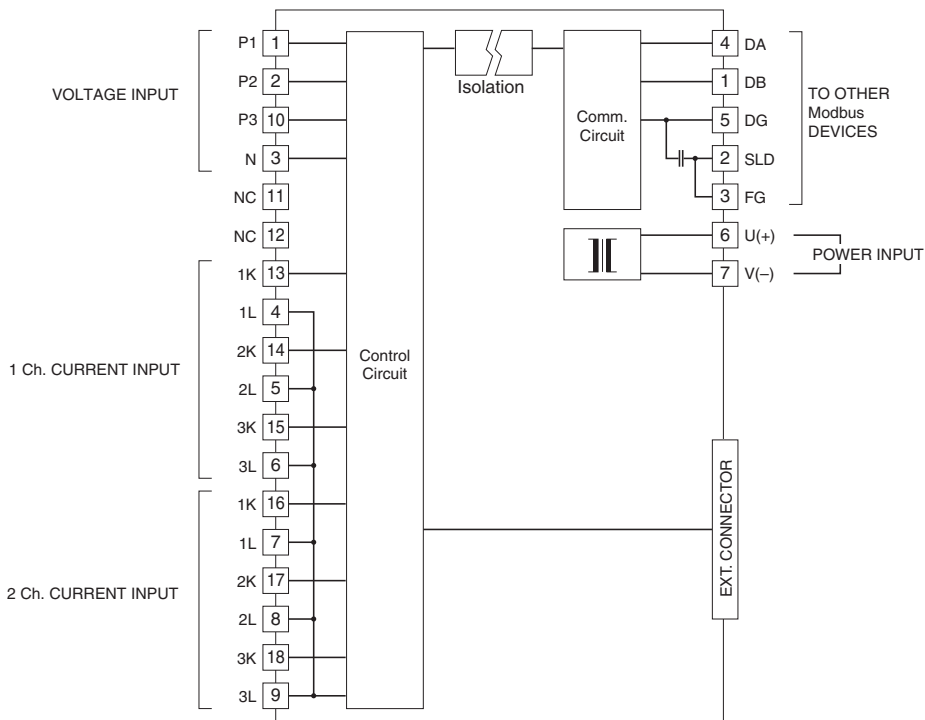 P1 1
P2 2
P3 10
N 3
VOLTAGE INPUT
NC 11
NC 12
1K 13
1L 4
2K 14
2L 5
3K 15
3L 6
1 Ch. CURRENT INPUT
1K 16
1L 7
2K 17
2L 8
3K 18
3L 9
2 Ch. CURRENT INPUT
Control
Circuit
Isolation
Comm.
Circuit
4 DA
1 DB
5 DG
2 SLD
3 FG
TO OTHER
Modbus
DEVICES
6 U(+)
7 V(–)
POWER INPUT
EXT. CONNECTOR